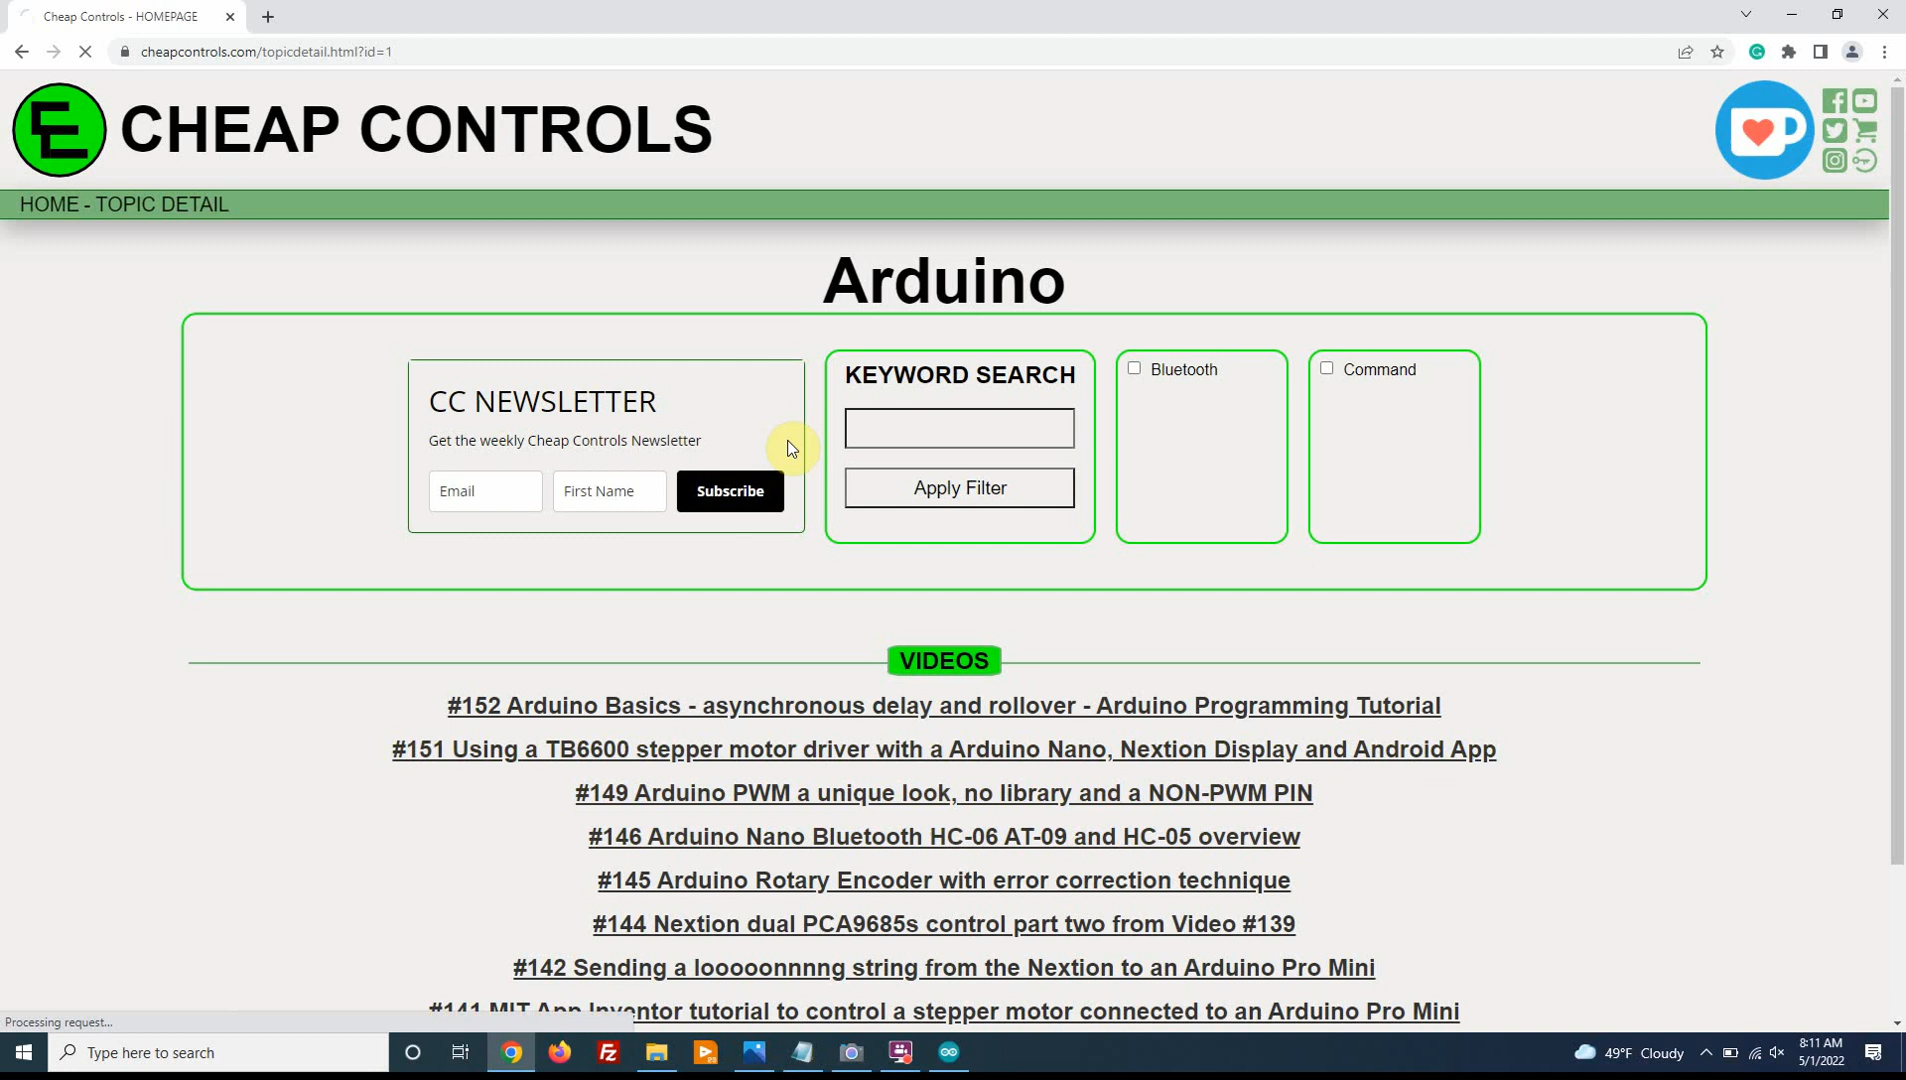 Cheap Controls - HOMEPAGE
cheapcontrols.com/topicdetail.html?id=1
CHEAP CONTROLS
HOME - TOPIC DETAIL
Arduino
CC NEWSLETTER
Get the weekly Cheap Controls Newsletter
Email
First Name
Subscribe
KEYWORD SEARCH
Apply Filter
Bluetooth
Command
VIDEOS
#152 Arduino Basics - asynchronous delay and rollover - Arduino Programming Tutorial
#151 Using a TB6600 stepper motor driver with a Arduino Nano, Nextion Display and Android App
#149 Arduino PWM a unique look, no library and a NON-PWM PIN
#146 Arduino Nano Bluetooth HC-06 AT-09 and HC-05 overview
#145 Arduino Rotary Encoder with error correction technique
#144 Nextion dual PCA9685s control part two from Video #139
#142 Sending a looooonnnng string from the Nextion to an Arduino Pro Mini
#141 MIT App Inventor tutorial to control a stepper motor connected to an Arduino Pro Mini
Processing request...
Type here to search
49°F Cloudy
8:11 AM
5/1/2022